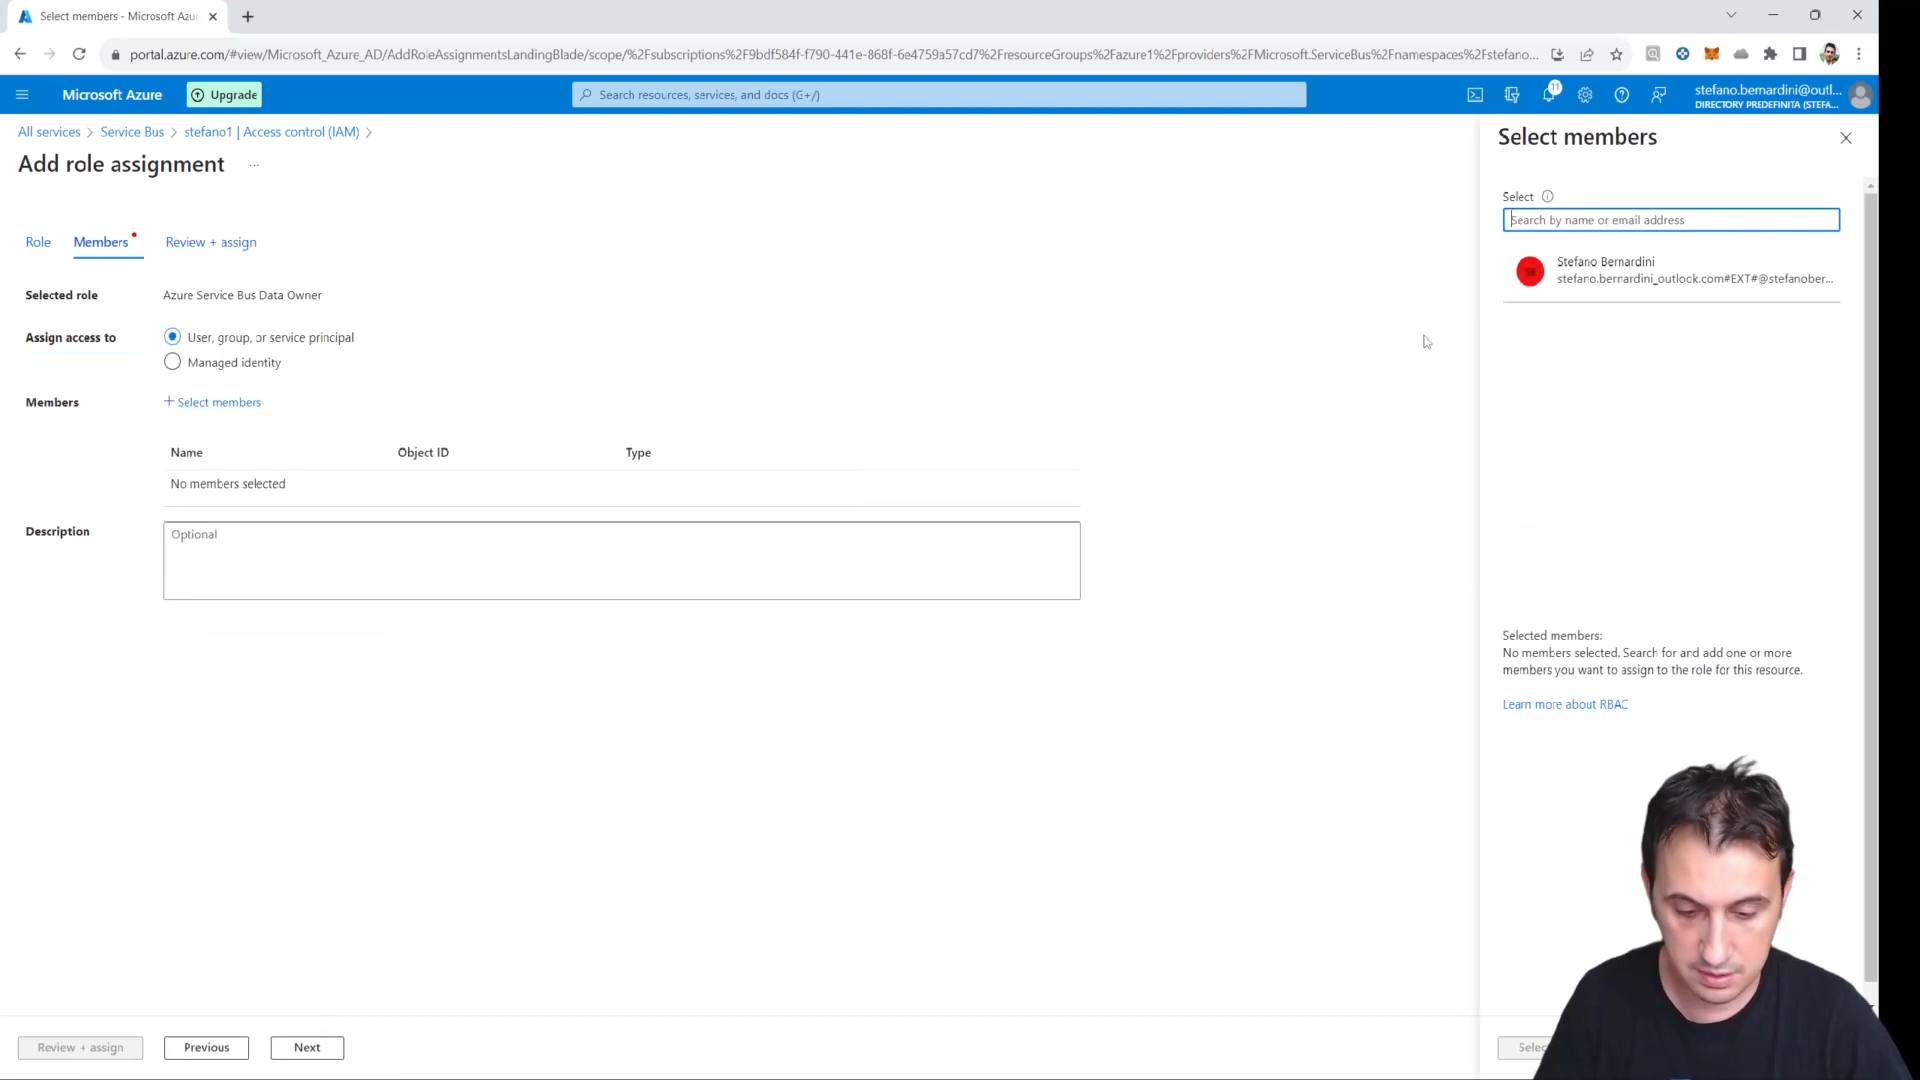 Select members - Microsoft Azu
portal.azure.com/#view/Microsoft_Azure_AD/AddRoleAssignmentsLandingBlade/scope/%2Fsubscriptions%2F9bdf584f-f790-441e-868f-6e4759a57cd7%2FresourceGroups%2Fazure1%2Fproviders%2FMicrosoft.ServiceBus%2Fnamespaces%2Fstefano...
Microsoft Azure
Upgrade
Search resources, services, and docs (G+/)
11
stefano.bernardini@outl...
DIRECTORY PREDEFINITA (STEFA...
All services > Service Bus > stefano1 | Access control (IAM) >
Add role assignment ...
Role
Members
Review + assign
Selected role
Azure Service Bus Data Owner
Assign access to
User, group, or service principal
Managed identity
Members
+ Select members
Name
Object ID
Type
No members selected
Description
Optional
Review + assign
Previous
Next
Select members
Select
Search by name or email address
SB
Stefano Bernardini
stefano.bernardini_outlock.com#EXT#@stefanober...
Selected members:
No members selected. Search for and add one or more
members you want to assign to the role for this resource.
Learn more about RBAC